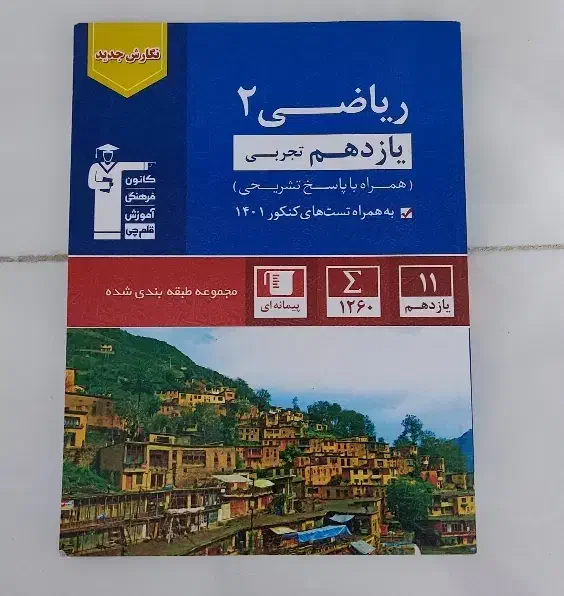 نگارش جدید
ریاضی ۲
یازدهم تجربی
(همراه با پاسخ تشریحی)
به همراه تست‌های کنکور ۱۴۰۱
کانون
فرهنگی
آموزش
قلم‌چی
۱۱
یازدهم
Σ
۱۲۶۰
پیمانه‌ای
مجموعه طبقه بندی شده